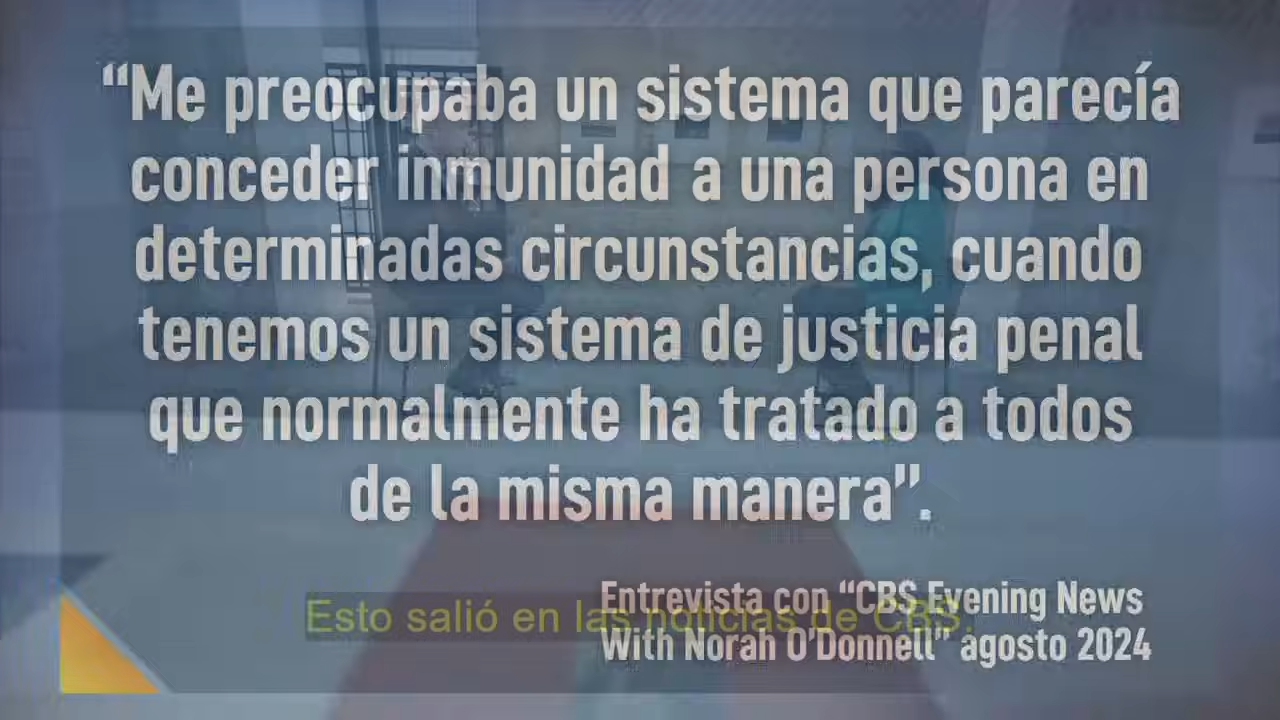 “Me preocupaba un sistema que parecía
conceder inmunidad a una persona en
determinadas circunstancias, cuando
tenemos un sistema de justicia penal
que normalmente ha tratado a todos
de la misma manera”.
Entrevista con “CBS Evening News
With Norah O’Donnell” agosto 2024
Esto salió en las noticias de CBS.